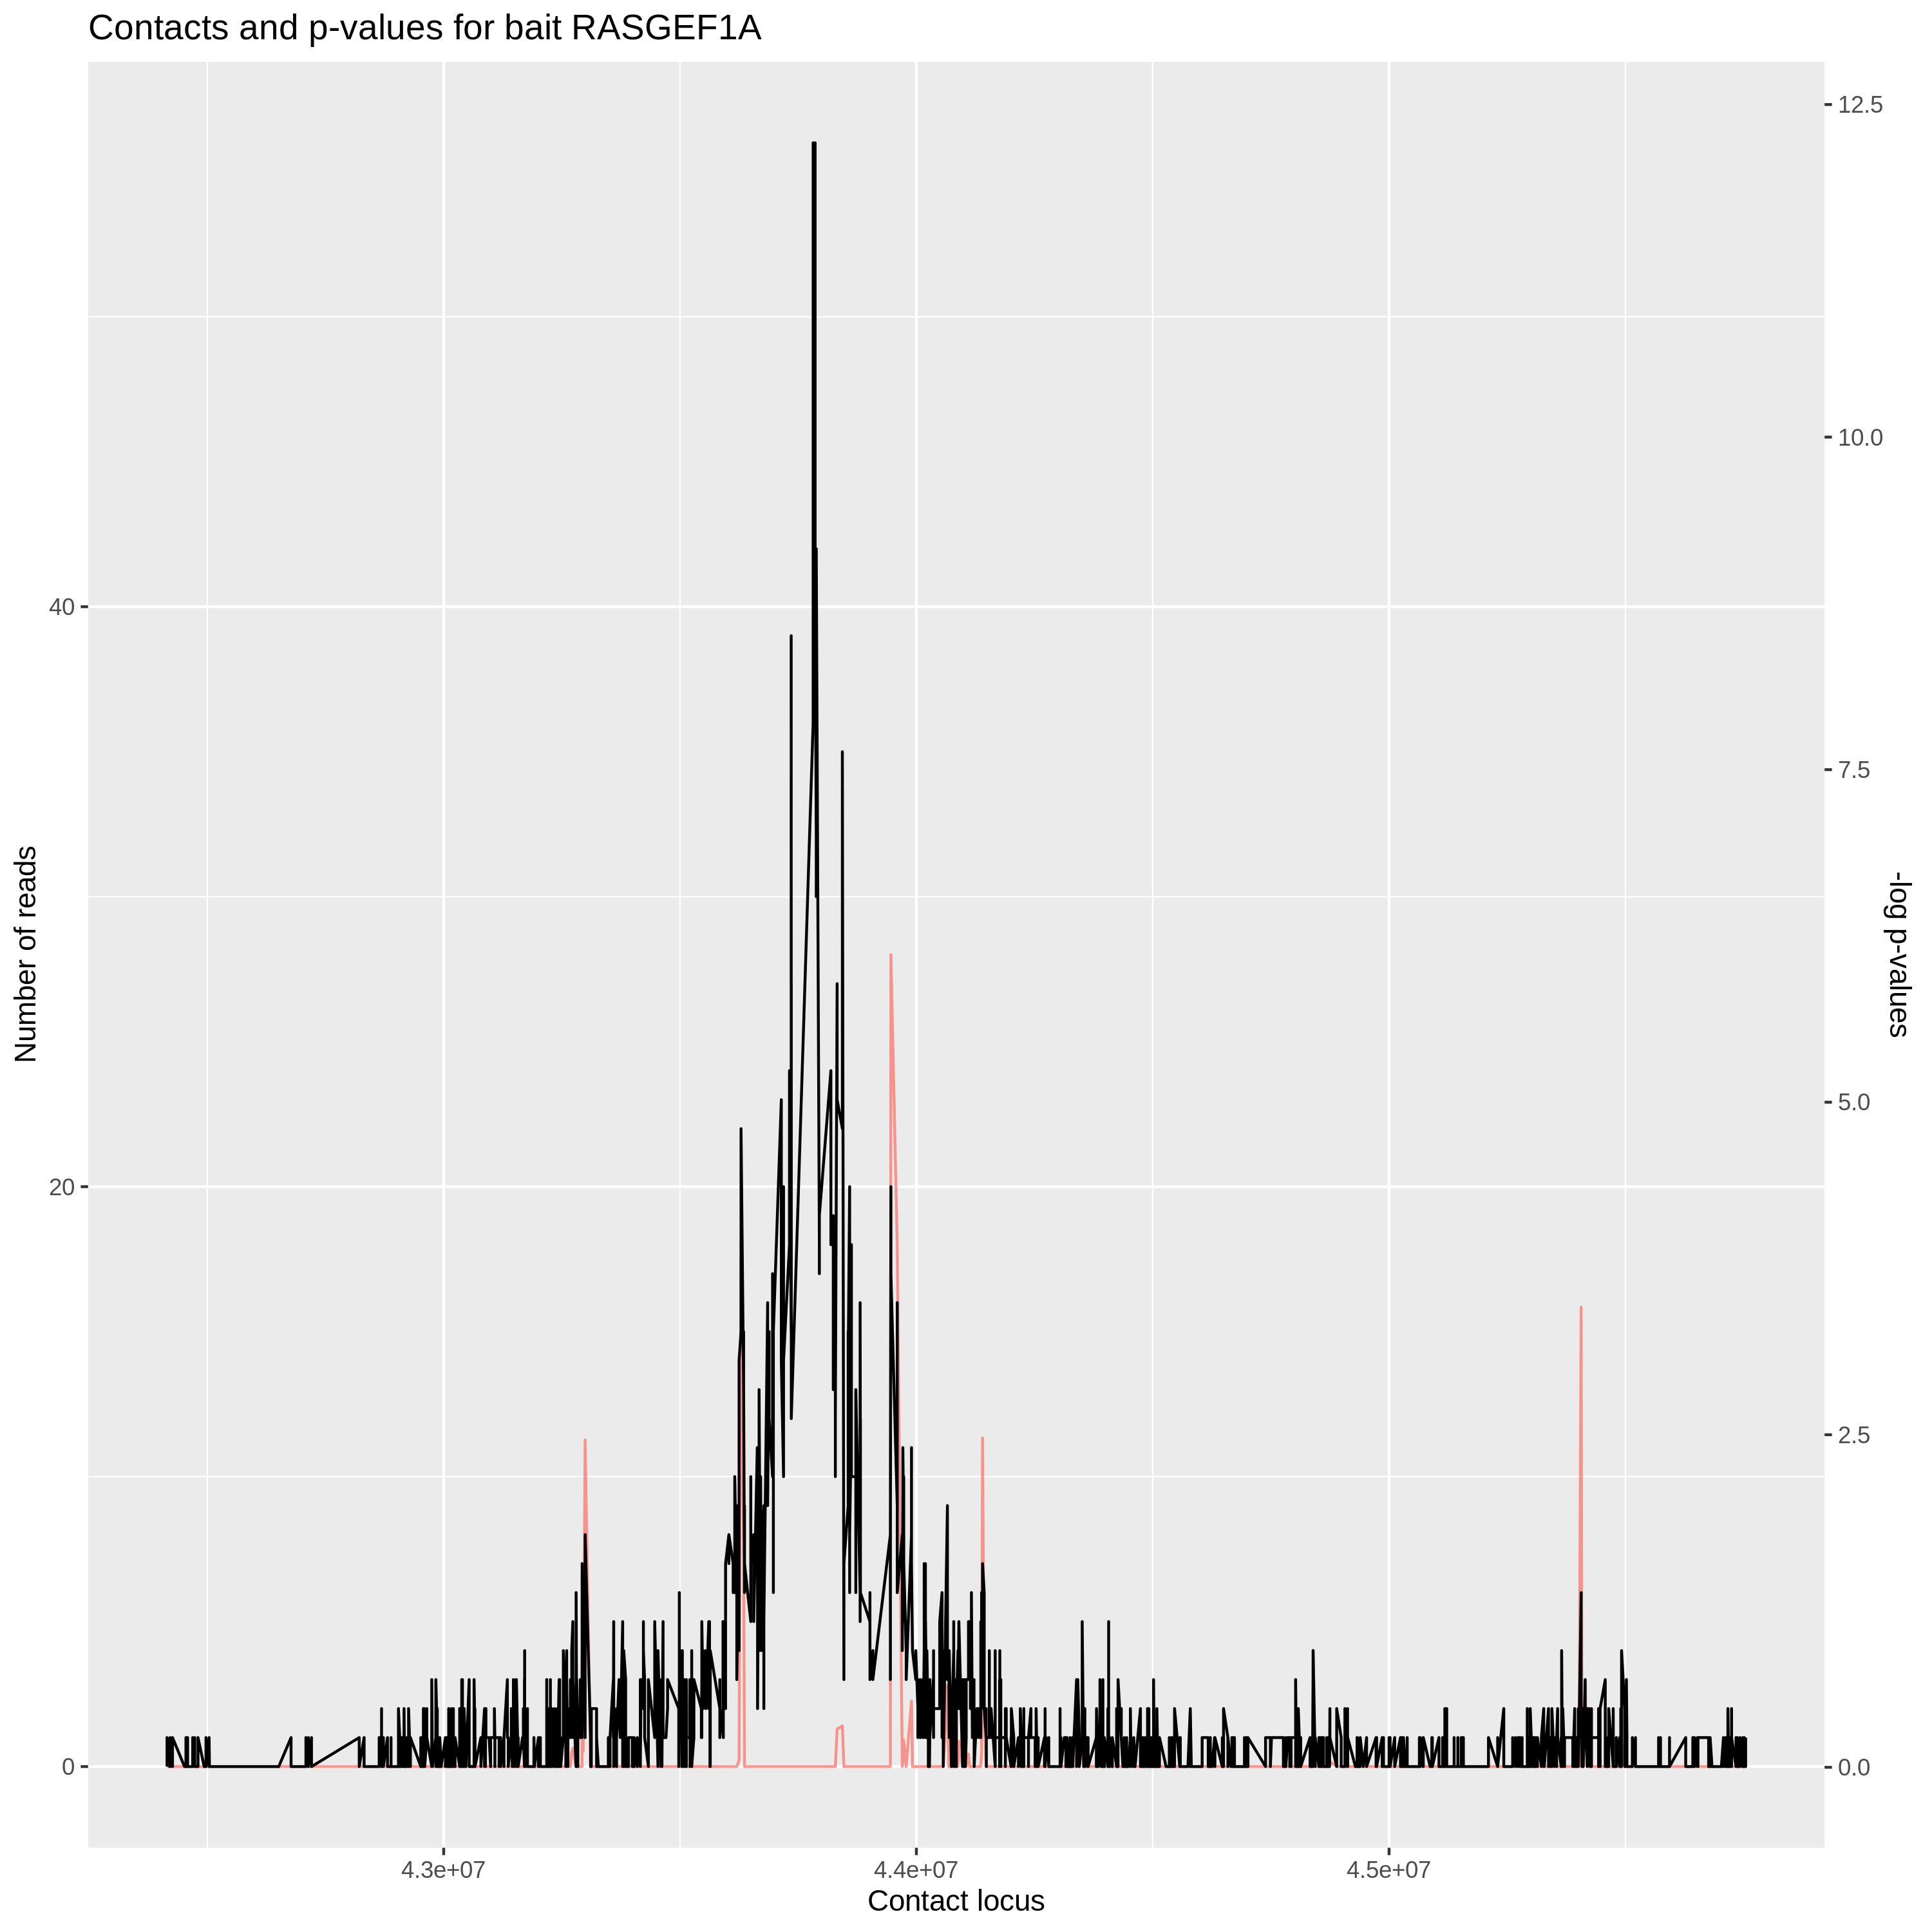 Contacts and p-values for bait RASGEF1A
12.5
10.0
40
7.5
Number of reads
-log p-values
5.0
20
2.5
0
0.0
4.3e+07
4.4e+07
4.5e+07
Contact locus